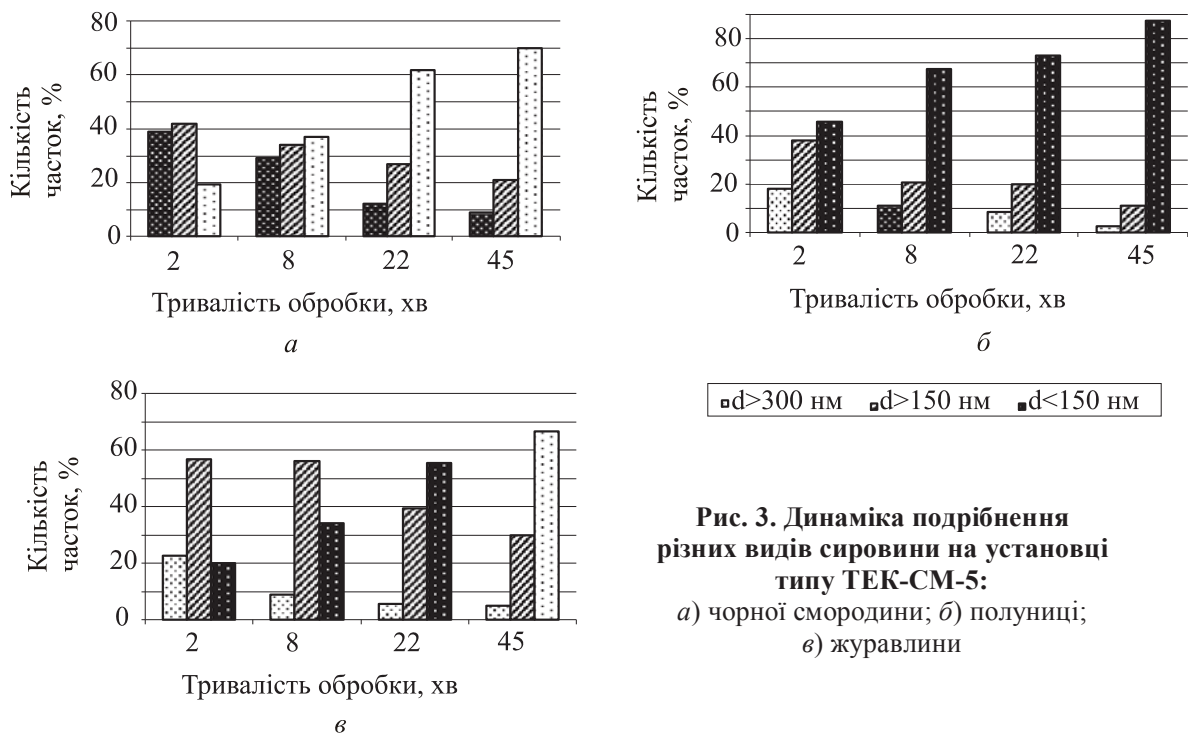 80
60
40
20
0
Кількість
часток, %
2 8 22 45
Тривалість обробки, хв
а
80
60
40
20
0
Кількість
часток, %
2 8 22 45
Тривалість обробки, хв
б
80
60
40
20
0
Кількість
часток, %
2 8 22 45
Тривалість обробки, хв
в
d>300 нм d>150 нм d<150 нм
Рис. 3. Динаміка подрібнення
різних видів сировини на установці
типу ТЕК-СМ-5:
а) чорної смородини; б) полуниці;
в) журавлини